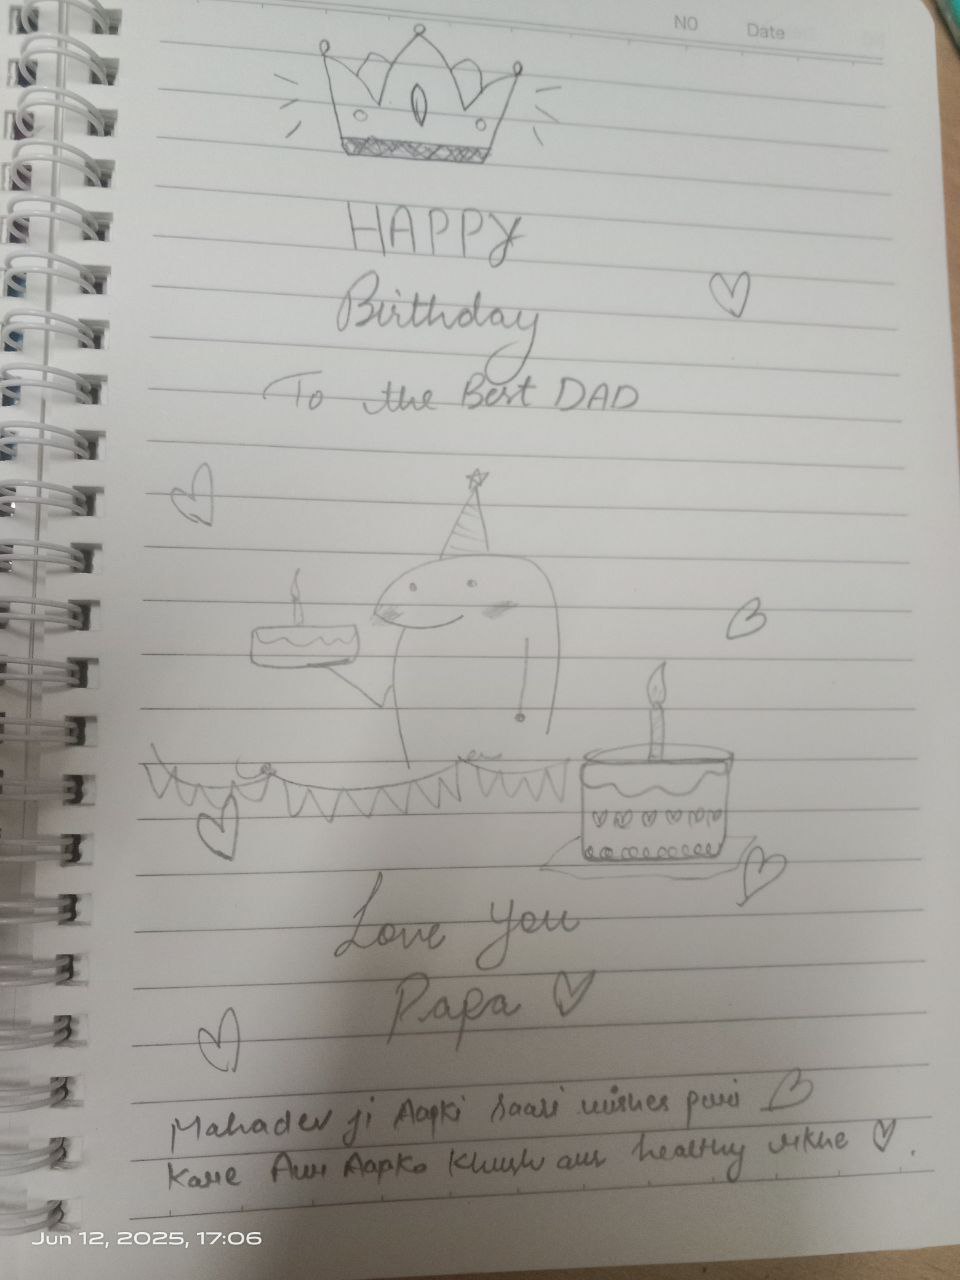 NO Date
HAPPY
Birthday
To the Best DAD
Love you
Papa
Mahadev ji Aapki Saari wishes puri
Kare Aur Aapko Khush aur healthy rkhe .
Jun 12, 2025, 17:06